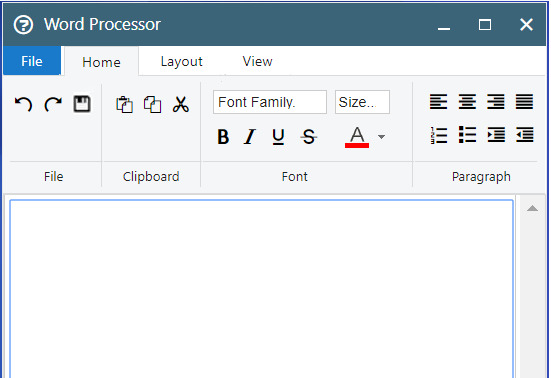 Word Processor
File Home Layout View
Font Family. Size..
B I U S A
File Clipboard Font Paragraph